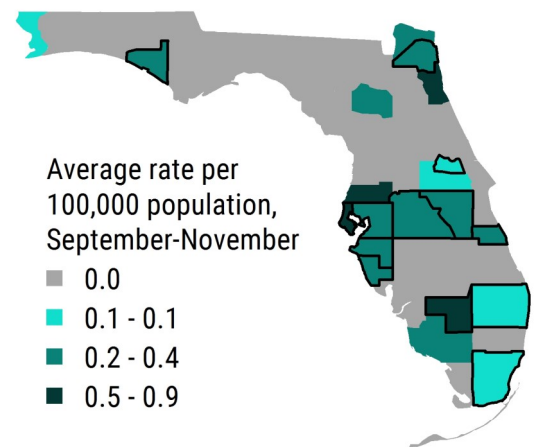 Average rate per
100,000 population,
September-November
0.0
0.1 - 0.1
0.2 - 0.4
0.5 - 0.9